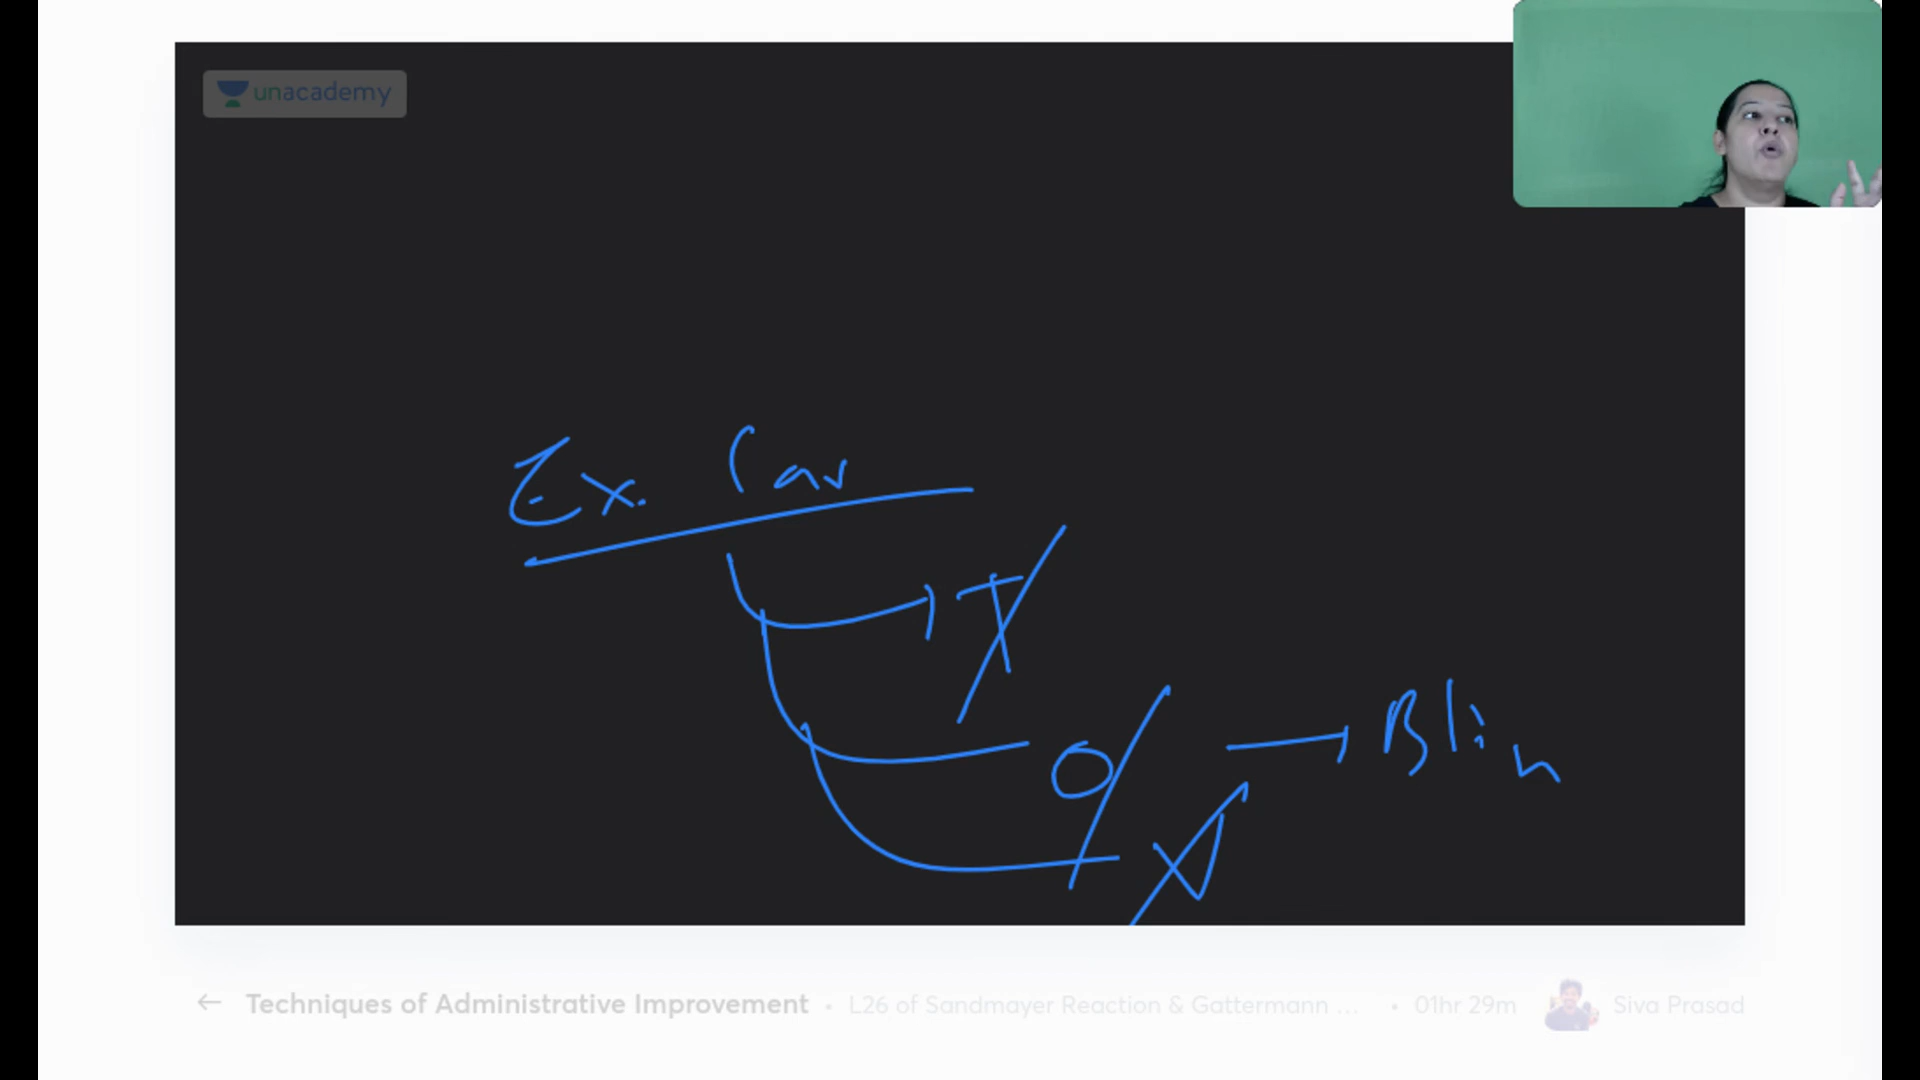 unacademy
Ex. Car
T
O
→ Blin
← Techniques of Administrative Improvement • L26 of Sandmayer Reaction & Gattermann ... • 01hr 29m Siva Prasad